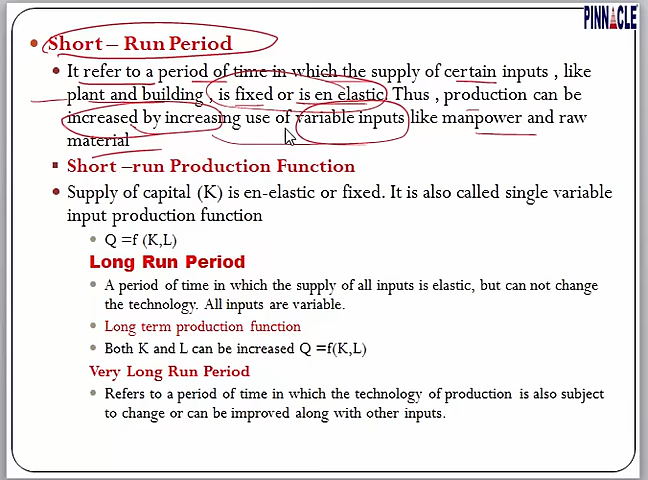 PINNACLE
Short – Run Period
It refer to a period of time in which the supply of certain inputs , like
plant and building , is fixed or is en elastic. Thus , production can be
increased by increasing use of variable inputs like manpower and raw
material
Short –run Production Function
Supply of capital (K) is en-elastic or fixed. It is also called single variable
input production function
Q =f (K,L)
Long Run Period
A period of time in which the supply of all inputs is elastic, but can not change
the technology. All inputs are variable.
Long term production function
Both K and L can be increased Q =f(K,L)
Very Long Run Period
Refers to a period of time in which the technology of production is also subject
to change or can be improved along with other inputs.